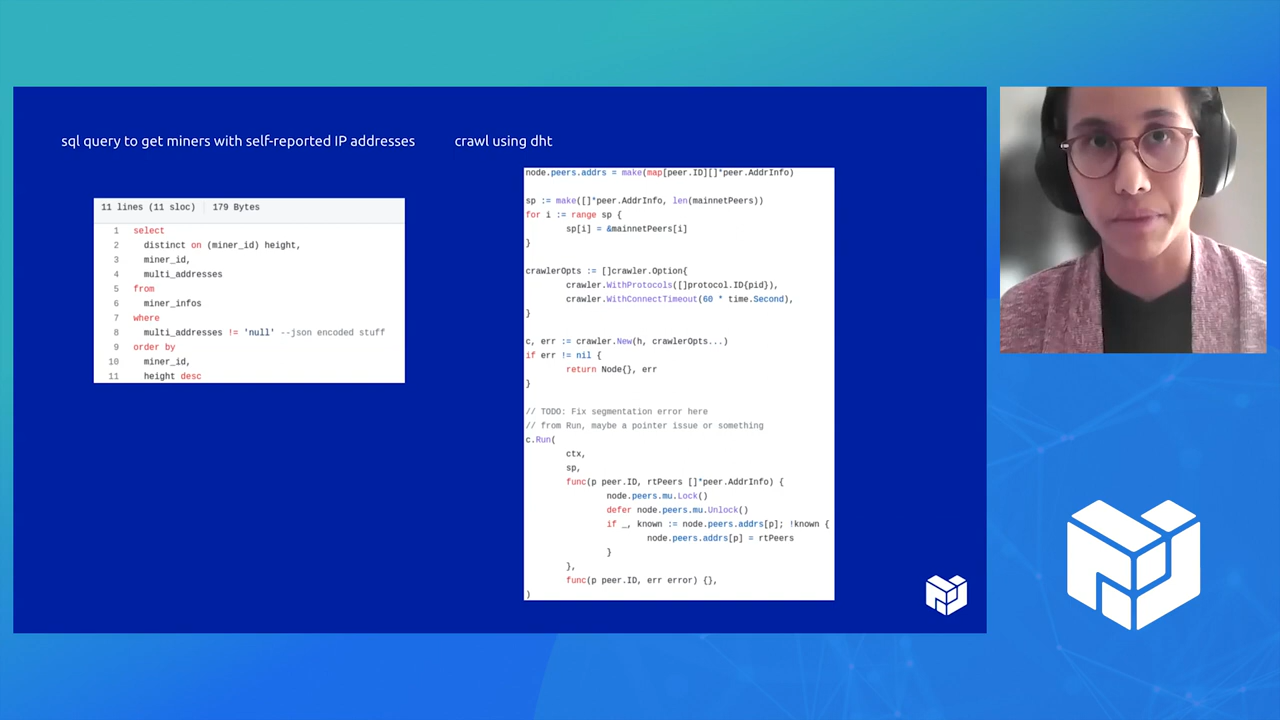 sql query to get miners with self-reported IP addresses
11 lines (11 sloc) 179 Bytes
1 select
2 distinct on (miner_id) height,
3 miner_id,
4 multi_addresses
5 from
6 miner_infos
7 where
8 multi_addresses != 'null' --json encoded stuff
9 order by
10 miner_id,
11 height desc
crawl using dht
node.peers.addrs = make(map[peer.ID][]*peer.AddrInfo)
sp := make([]*peer.AddrInfo, len(mainnetPeers))
for i := range sp {
sp[i] = &mainnetPeers[i]
}
crawlerOpts := []crawler.Option{
crawler.WithProtocols([]protocol.ID{pid}),
crawler.WithConnectTimeout(60 * time.Second),
}
c, err := crawler.New(h, crawlerOpts...)
if err != nil {
return Node{}, err
}
// TODO: Fix segmentation error here
// from Run, maybe a pointer issue or something
c.Run(
ctx,
sp,
func(p peer.ID, rtPeers []*peer.AddrInfo) {
node.peers.mu.Lock()
defer node.peers.mu.Unlock()
if _, known := node.peers.addrs[p]; !known {
node.peers.addrs[p] = rtPeers
}
},
func(p peer.ID, err error) {},
)